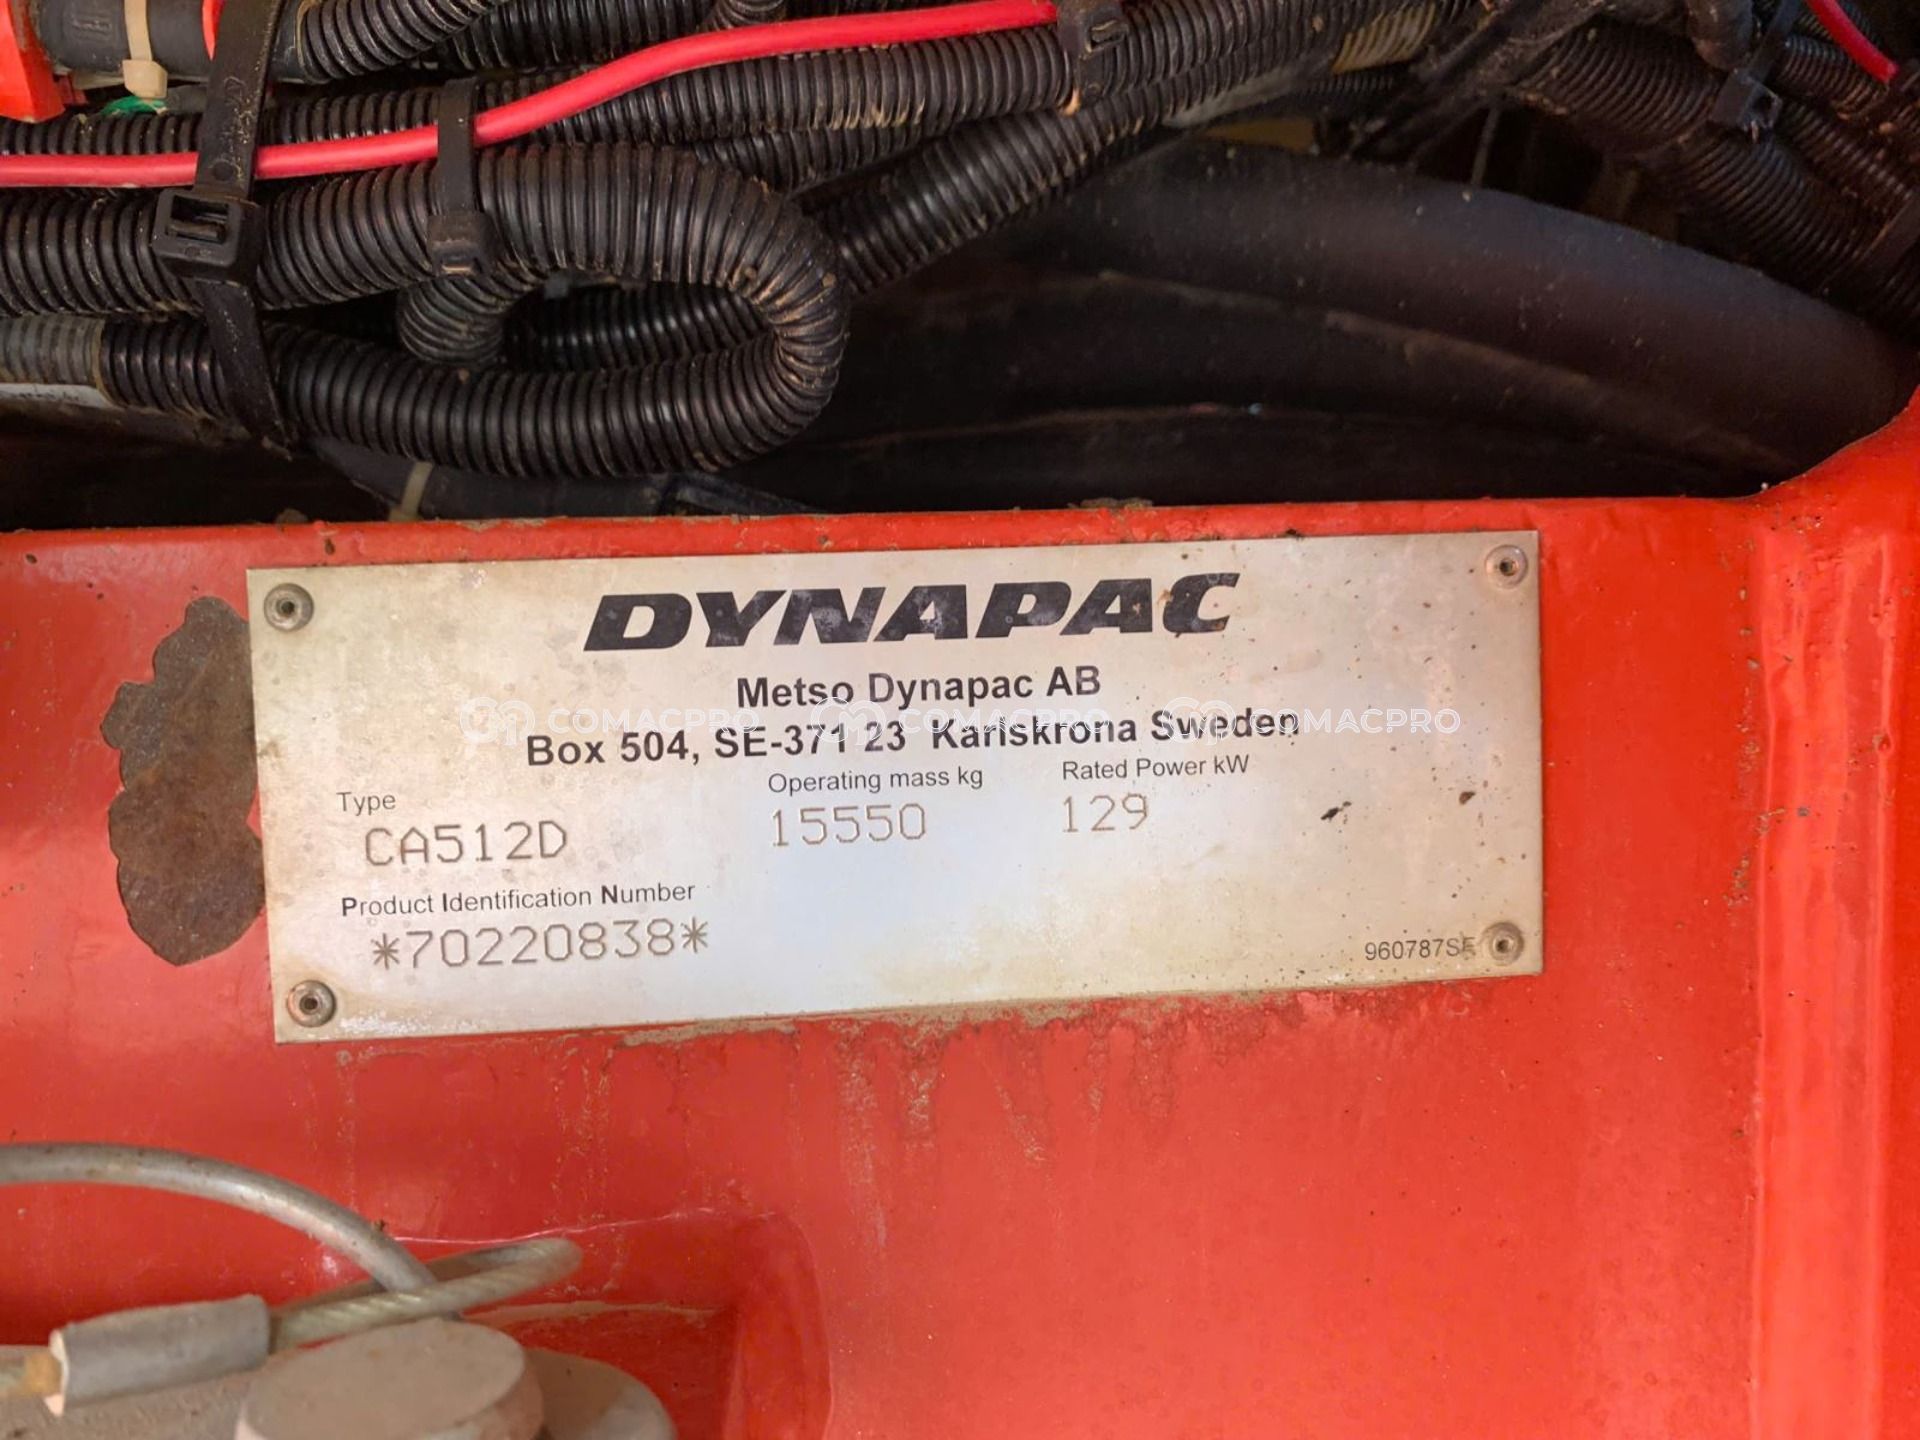 DYNAPAC
Metso Dynapac AB
Box 504, SE-371 23 Karlskrona Sweden
COMACPRO COMACPRO COMACPRO
Type
Operating mass kg
Rated Power kW
CA512D
15550
129
Product Identification Number
*70220838*
960787SE